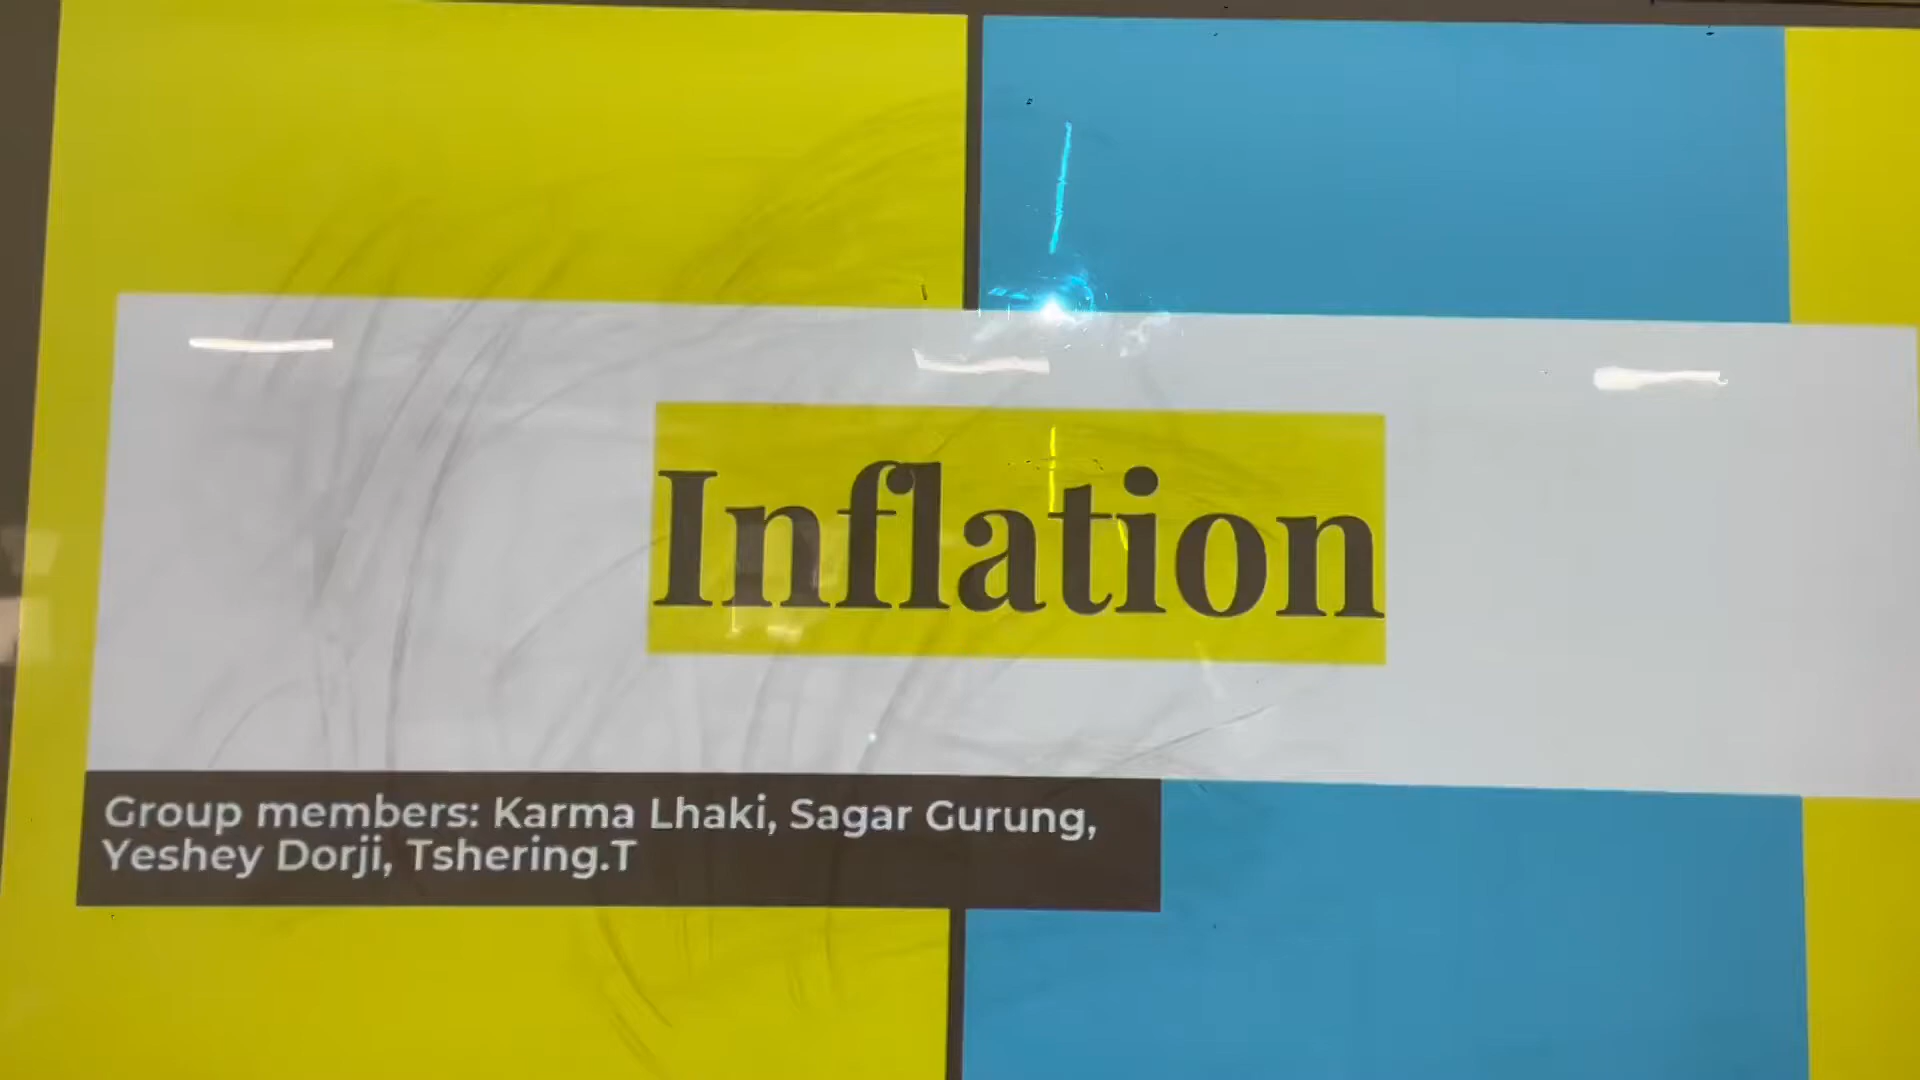 Inflation
Group members: Karma Lhaki, Sagar Gurung,
Yeshey Dorji, Tshering.T